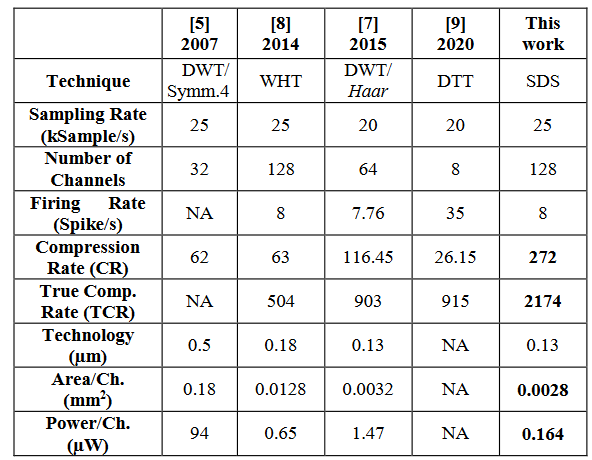 [5] 2007 [8] 2014 [7] 2015 [9] 2020 This work
Technique DWT/ Symm.4 WHT DWT/ Haar DTT SDS
Sampling Rate (kSample/s) 25 25 20 20 25
Number of Channels 32 128 64 8 128
Firing Rate (Spike/s) NA 8 7.76 35 8
Compression Rate (CR) 62 63 116.45 26.15 272
True Comp. Rate (TCR) NA 504 903 915 2174
Technology (µm) 0.5 0.18 0.13 NA 0.13
Area/Ch. (mm²) 0.18 0.0128 0.0032 NA 0.0028
Power/Ch. (µW) 94 0.65 1.47 NA 0.164